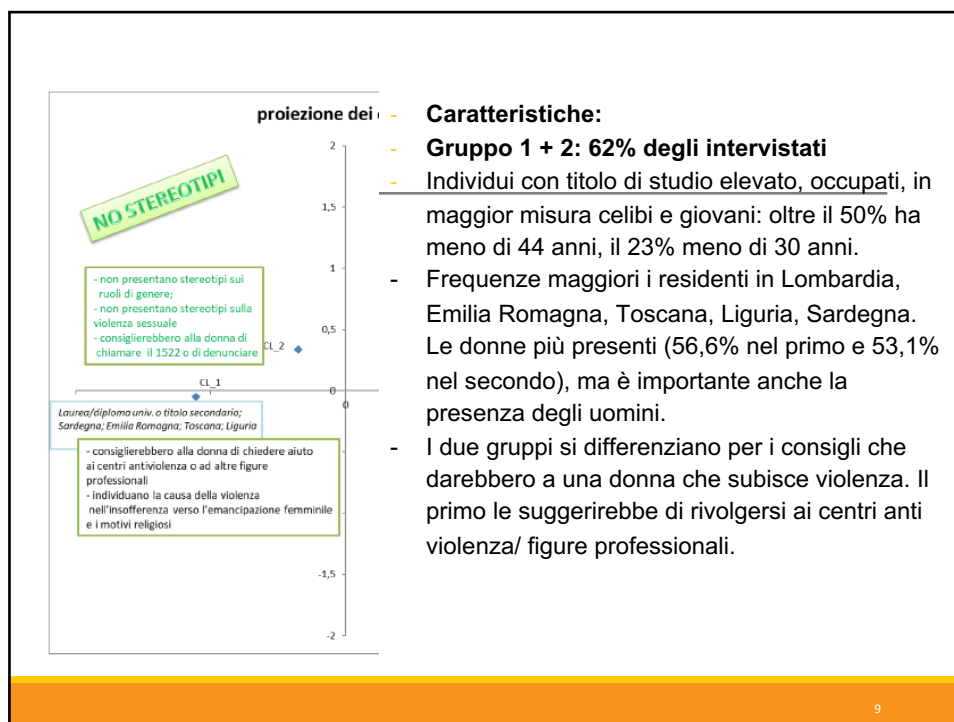 proiezione dei
2
1,5
1
0,5
0
0
-1,5
-2
NO STEREOTIPI
- non presentano stereotipi sui
ruoli di genere;
- non presentano stereotipi sulla
violenza sessuale
- consiglierebbero alla donna di
chiamare il 1522 o di denunciare
CL_2
CL_1
Laurea/diploma univ. o titolo secondario;
Sardegna; Emilia Romagna; Toscana; Liguria
- consiglierebbero alla donna di chiedere aiuto
ai centri antiviolenza o ad altre figure
professionali
- individuano la causa della violenza
nell'insofferenza verso l'emancipazione femminile
e i motivi religiosi
- Caratteristiche:
- Gruppo 1 + 2: 62% degli intervistati
- Individui con titolo di studio elevato, occupati, in
maggior misura celibi e giovani: oltre il 50% ha
meno di 44 anni, il 23% meno di 30 anni.
- Frequenze maggiori i residenti in Lombardia,
Emilia Romagna, Toscana, Liguria, Sardegna.
Le donne più presenti (56,6% nel primo e 53,1%
nel secondo), ma è importante anche la
presenza degli uomini.
- I due gruppi si differenziano per i consigli che
darebbero a una donna che subisce violenza. Il
primo le suggerirebbe di rivolgersi ai centri anti
violenza/ figure professionali.
9